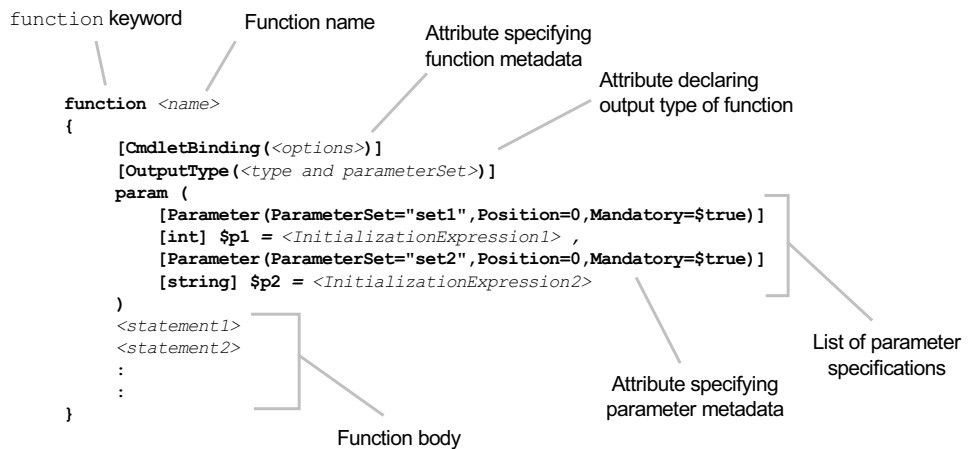 function keyword
Function name
Attribute specifying
function metadata
Attribute declaring
output type of function
function <name>
{
[CmdletBinding(<options>)]
[OutputType(<type and parameterSet>)]
param (
[Parameter(ParameterSet="set1",Position=0,Mandatory=$true)]
[int] $p1 = <InitializationExpression1> ,
[Parameter(ParameterSet="set2",Position=0,Mandatory=$true)]
[string] $p2 = <InitializationExpression2>
)
<statement1>
<statement2>
:
:
}
List of parameter
specifications
Attribute specifying
parameter metadata
Function body